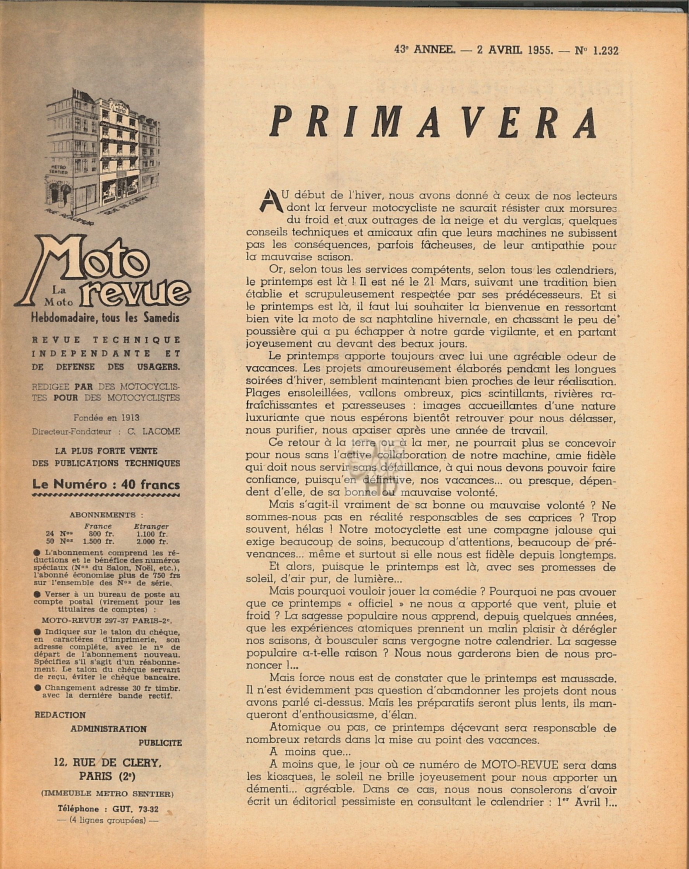 43e ANNEE. — 2 AVRIL 1955. — No 1.232
PRIMAVERA
AU début de l'hiver, nous avons donné à ceux de nos lecteurs
dont la ferveur motocycliste ne saurait résister aux morsures
du froid et aux outrages de la neige et du verglas, quelques
conseils techniques et amicaux afin que leurs machines ne subissent
pas les conséquences, parfois fâcheuses, de leur antipathie pour
la mauvaise saison.
Or, selon tous les services compétents, selon tous les calendriers,
le printemps est là ! Il est né le 21 Mars, suivant une tradition bien
établie et scrupuleusement respectée par ses prédécesseurs. Et si
le printemps est là, il faut lui souhaiter la bienvenue en ressortant
bien vite la moto de sa naphtaline hivernale, en chassant le peu de
poussière qui a pu échapper à notre garde vigilante, et en partant
joyeusement au devant des beaux jours.
Le printemps apporte toujours avec lui une agréable odeur de
vacances. Les projets amoureusement élaborés pendant les longues
soirées d'hiver, semblent maintenant bien proches de leur réalisation.
Plages ensoleillées, vallons ombreux, pics scintillants, rivières ra-
fraîchissantes et paresseuses : images accueillantes d'une nature
luxuriante que nous espérons bientôt retrouver pour nous délasser,
nous purifier, nous apaiser après une année de travail.
Ce retour à la terre ou à la mer, ne pourrait plus se concevoir
pour nous sans l'active collaboration de notre machine, amie fidèle
qui doit nous servir sans défaillance, à qui nous devons pouvoir faire
confiance, puisqu'en définitive, nos vacances... ou presque, dépen-
dent d'elle, de sa bonne ou mauvaise volonté.
Mais s'agit-il vraiment de sa bonne ou mauvaise volonté ? Ne
sommes-nous pas en réalité responsables de ses caprices ? Trop
souvent, hélas ! Notre motocyclette est une compagne jalouse qui
exige beaucoup de soins, beaucoup d'attentions, beaucoup de pré-
venances... même et surtout si elle nous est fidèle depuis longtemps.
Et alors, puisque le printemps est là, avec ses promesses de
soleil, d'air pur, de lumière...
Mais pourquoi vouloir jouer la comédie ? Pourquoi ne pas avouer
que ce printemps « officiel » ne nous a apporté que vent, pluie et
froid ? La sagesse populaire nous apprend, depuis quelques années,
que les expériences atomiques prennent un malin plaisir à dérégler
nos saisons, à bousculer sans vergogne notre calendrier. La sagesse
populaire a-t-elle raison ? Nous nous garderons bien de nous pro-
noncer !...
Mais force nous est de constater que le printemps est maussade.
Il n'est évidemment pas question d'abandonner les projets dont nous
avons parlé ci-dessus. Mais les préparatifs seront plus lents, ils man-
queront d'enthousiasme, d'élan.
Atomique ou pas, ce printemps décevant sera responsable de
nombreux retards dans la mise au point des vacances.
A moins que...
A moins que, le jour où ce numéro de MOTO-REVUE sera dans
les kiosques, le soleil ne brille joyeusement pour nous apporter un
démenti... agréable. Dans ce cas, nous nous consolerons d'avoir
écrit un éditorial pessimiste en consultant le calendrier : 1er Avril !...
METRO
SENTIER
Moto
La
Moto revue
Hebdomadaire, tous les Samedis
REVUE TECHNIQUE
INDEPENDANTE ET
DE DEFENSE DES USAGERS.
REDIGEE PAR DES MOTOCYCLIS-
TES POUR DES MOTOCYCLISTES
Fondée en 1913
Directeur-Fondateur : C. LACOME
LA PLUS FORTE VENTE
DES PUBLICATIONS TECHNIQUES
Le Numéro : 40 francs
ABONNEMENTS :
France Etranger
24 Nos 800 fr. 1.100 fr.
50 Nos 1.500 fr. 2.000 fr.
● L'abonnement comprend les ré-
ductions et le bénéfice des numéros
spéciaux (Nos du Salon, Noël, etc.),
l'abonné économise plus de 750 frs
sur l'ensemble des Nos de série.
● Verser à un bureau de poste au
compte postal (virement pour les
titulaires de comptes) :
MOTO-REVUE 297-37 PARIS-2e.
● Indiquer sur le talon du chèque,
en caractères d'imprimerie, son
adresse complète, avec le no de
départ de l'abonnement nouveau.
Spécifiez s'il s'agit d'un réabonne-
ment. Le talon du chèque servant
de reçu, éviter le chèque bancaire.
● Changement adresse 30 fr timbr.
avec la dernière bande rectif.
REDACTION
ADMINISTRATION
PUBLICITE
12, RUE DE CLERY,
PARIS (2e)
(IMMEUBLE METRO SENTIER)
Téléphone : GUT. 73-32
— (4 lignes groupées) —